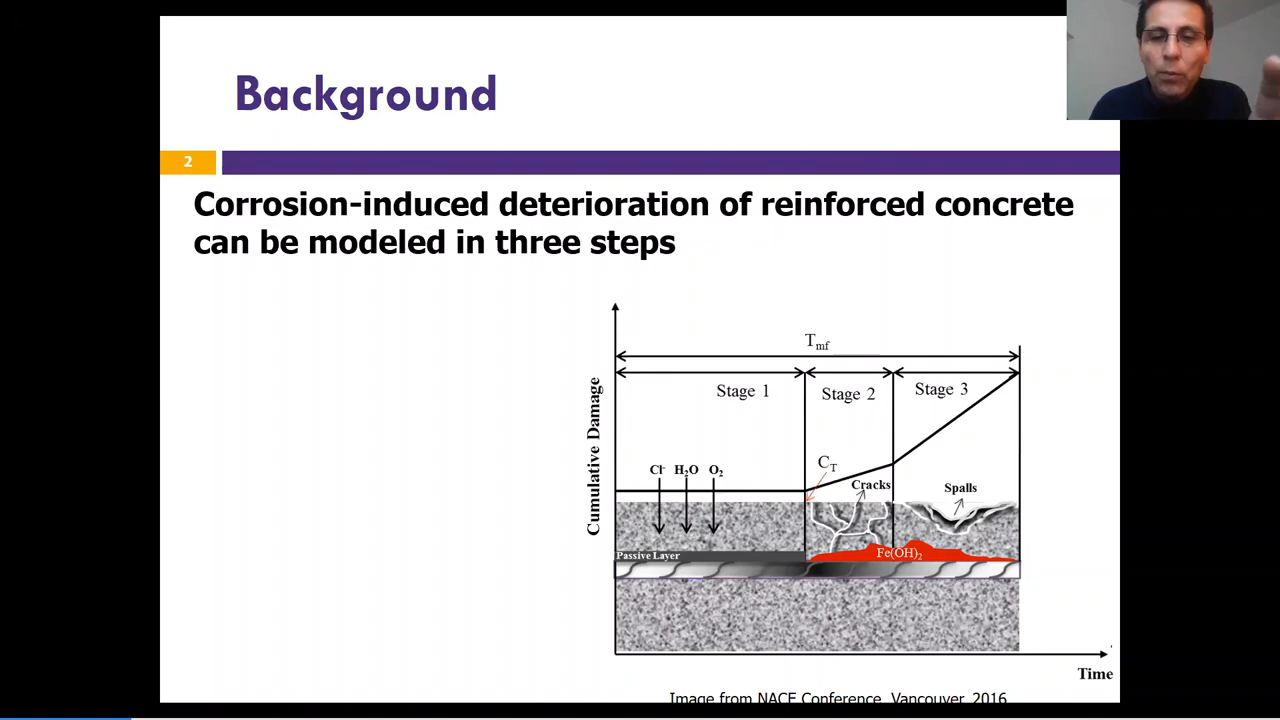 Background
2
Corrosion-induced deterioration of reinforced concrete
can be modeled in three steps
Tmf
Stage 1
Stage 2
Stage 3
Cumulative Damage
CT
Cl- H2O O2
Cracks
Spalls
Passive Layer
Fe(OH)2
Time
Image from NACE Conference, Vancouver, 2016